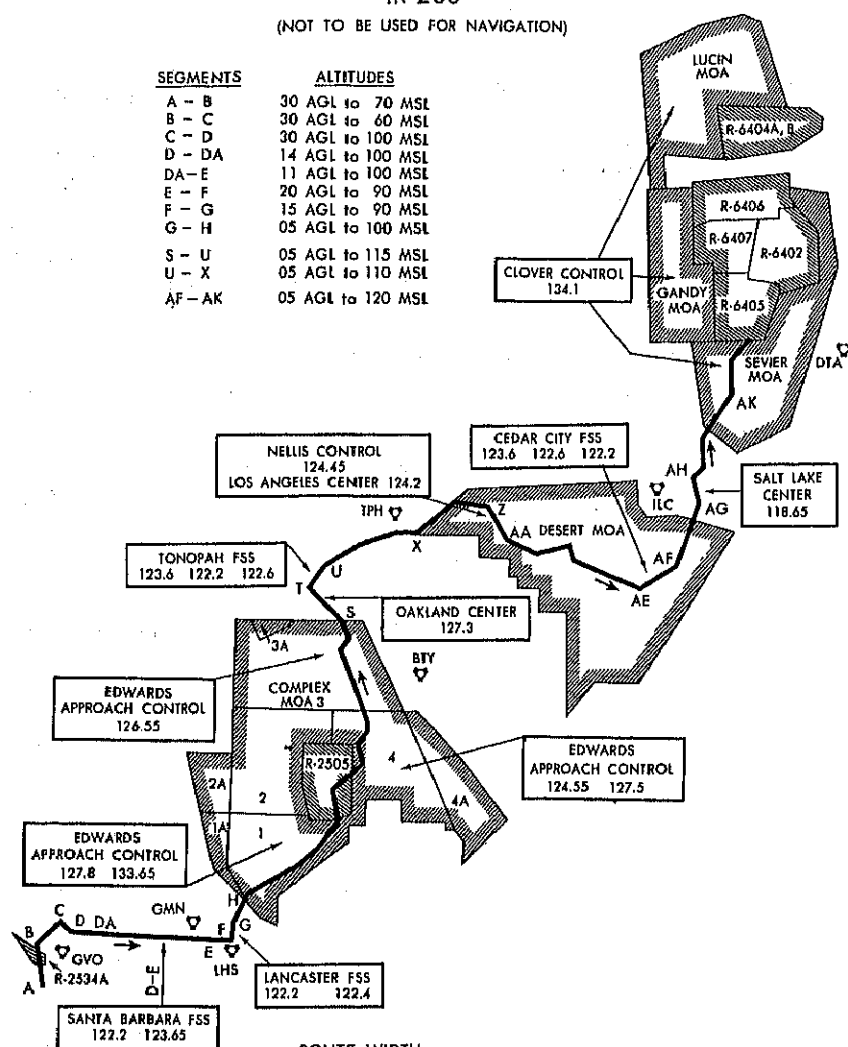 (NOT TO BE USED FOR NAVIGATION)
SEGMENTS ALTITUDES
A - B 30 AGL to 70 MSL
B - C 30 AGL to 60 MSL
C - D 30 AGL to 100 MSL
D - DA 14 AGL to 100 MSL
DA-E 11 AGL to 100 MSL
E - F 20 AGL to 90 MSL
F - G 15 AGL to 90 MSL
G - H 05 AGL to 100 MSL
S - U 05 AGL to 115 MSL
U - X 05 AGL to 110 MSL
AF - AK 05 AGL to 120 MSL
LUCIN
MOA
R-6404A, B
R-6406
R-6407
R-6402
CLOVER CONTROL
134.1
GANDY
MOA
R-6405
SEVIER
MOA
DTA
AK
NELLIS CONTROL
124.45
LOS ANGELES CENTER 124.2
CEDAR CITY FSS
123.6 122.6 122.2
AH
ILC
SALT LAKE
CENTER
118.65
AG
TPH
Z
X
AA
DESERT MOA
AF
AE
TONOPAH FSS
123.6 122.2 122.6
U
T
S
OAKLAND CENTER
127.3
3A
BTY
COMPLEX
MOA 3
EDWARDS
APPROACH CONTROL
126.55
R-2505
4
EDWARDS
APPROACH CONTROL
124.55 127.5
2A
2
4A
1A
1
EDWARDS
APPROACH CONTROL
127.8 133.65
H
GMN
C
D DA
F
G
B
E
GVO
R-2534A
LHS
A
D-E
LANCASTER FSS
122.2 122.4
SANTA BARBARA FSS
122.2 123.65